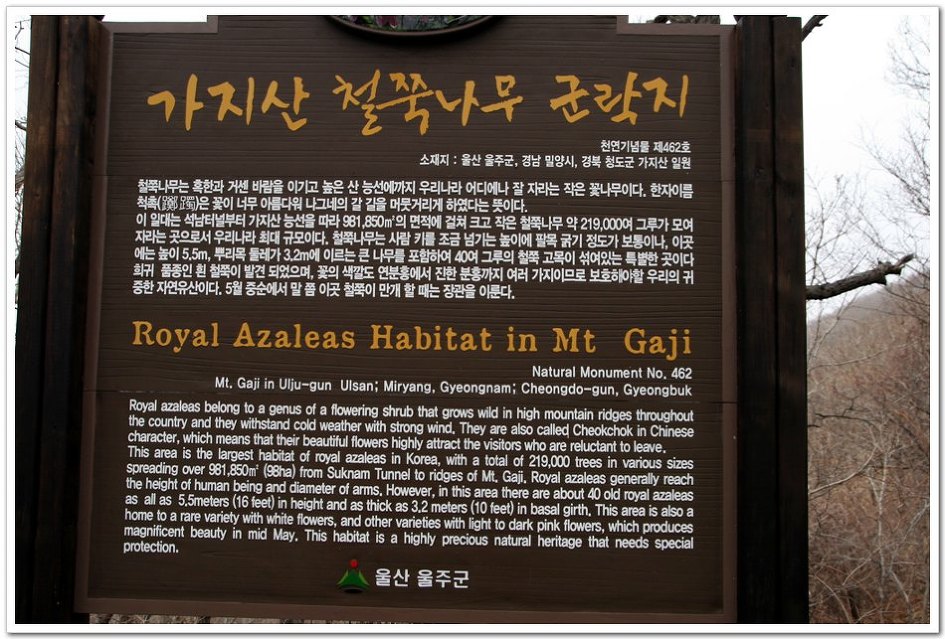 가지산 철쭉나무 군락지
천연기념물 제462호
소재지 : 울산 울주군, 경남 밀양시, 경북 청도군 가지산 일원
철쭉나무는 혹한과 거센 바람을 이기고 높은 산 능선에까지 우리나라 어디에나 잘 자라는 작은 꽃나무이다. 한자이름
척촉(躑躅)은 꽃이 너무 아름다워 나그네의 갈 길을 머뭇거리게 하였다는 뜻이다.
이 일대는 석남터널부터 가지산 능선을 따라 981,850㎡의 면적에 걸쳐 크고 작은 철쭉나무 약 219,000여 그루가 모여
자라는 곳으로서 우리나라 최대 규모이다. 철쭉나무는 사람 키를 조금 넘기는 높이에 팔목 굵기 정도가 보통이나, 이곳
에는 높이 5,5m, 뿌리목 둘레가 3,2m에 이르는 큰 나무를 포함하여 40여 그루의 철쭉 고목이 섞여있는 특별한 곳이다
희귀 품종인 흰 철쭉이 발견 되었으며, 꽃의 색깔도 연분홍에서 진한 분홍까지 여러 가지이므로 보호해야할 우리의 귀
중한 자연유산이다. 5월 중순에서 말 쯤 이곳 철쭉이 만개 할 때는 장관을 이룬다.
Royal Azaleas Habitat in Mt Gaji
Natural Monument No. 462
Mt. Gaji in Ulju-gun Ulsan; Miryang, Gyeongnam; Cheongdo-gun, Gyeongbuk
Royal azaleas belong to a genus of a flowering shrub that grows wild in high mountain ridges throughout
the country and they withstand cold weather with strong wind. They are also called Cheokchok in Chinese
character, which means that their beautiful flowers highly attract the visitors who are reluctant to leave.
This area is the largest habitat of royal azaleas in Korea, with a total of 219,000 trees in various sizes
spreading over 981,850㎡ (98ha) from Suknam Tunnel to ridges of Mt. Gaji. Royal azaleas generally reach
the height of human being and diameter of arms. However, in this area there are about 40 old royal azaleas
as all as 5,5meters (16 feet) in height and as thick as 3,2 meters (10 feet) in basal girth. This area is also a
home to a rare variety with white flowers, and other varieties with light to dark pink flowers, which produces
magnificent beauty in mid May. This habitat is a highly precious natural heritage that needs special
protection.
울산 울주군